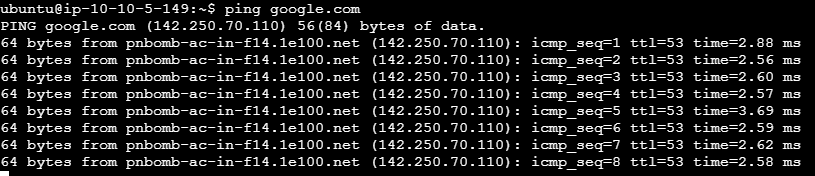 ubuntu@ip-10-10-5-149:~$ ping google.com
PING google.com (142.250.70.110) 56(84) bytes of data.
64 bytes from pnbomb-ac-in-f14.1e100.net (142.250.70.110): icmp_seq=1 ttl=53 time=2.88 ms
64 bytes from pnbomb-ac-in-f14.1e100.net (142.250.70.110): icmp_seq=2 ttl=53 time=2.56 ms
64 bytes from pnbomb-ac-in-f14.1e100.net (142.250.70.110): icmp_seq=3 ttl=53 time=2.60 ms
64 bytes from pnbomb-ac-in-f14.1e100.net (142.250.70.110): icmp_seq=4 ttl=53 time=2.57 ms
64 bytes from pnbomb-ac-in-f14.1e100.net (142.250.70.110): icmp_seq=5 ttl=53 time=3.69 ms
64 bytes from pnbomb-ac-in-f14.1e100.net (142.250.70.110): icmp_seq=6 ttl=53 time=2.59 ms
64 bytes from pnbomb-ac-in-f14.1e100.net (142.250.70.110): icmp_seq=7 ttl=53 time=2.62 ms
64 bytes from pnbomb-ac-in-f14.1e100.net (142.250.70.110): icmp_seq=8 ttl=53 time=2.58 ms